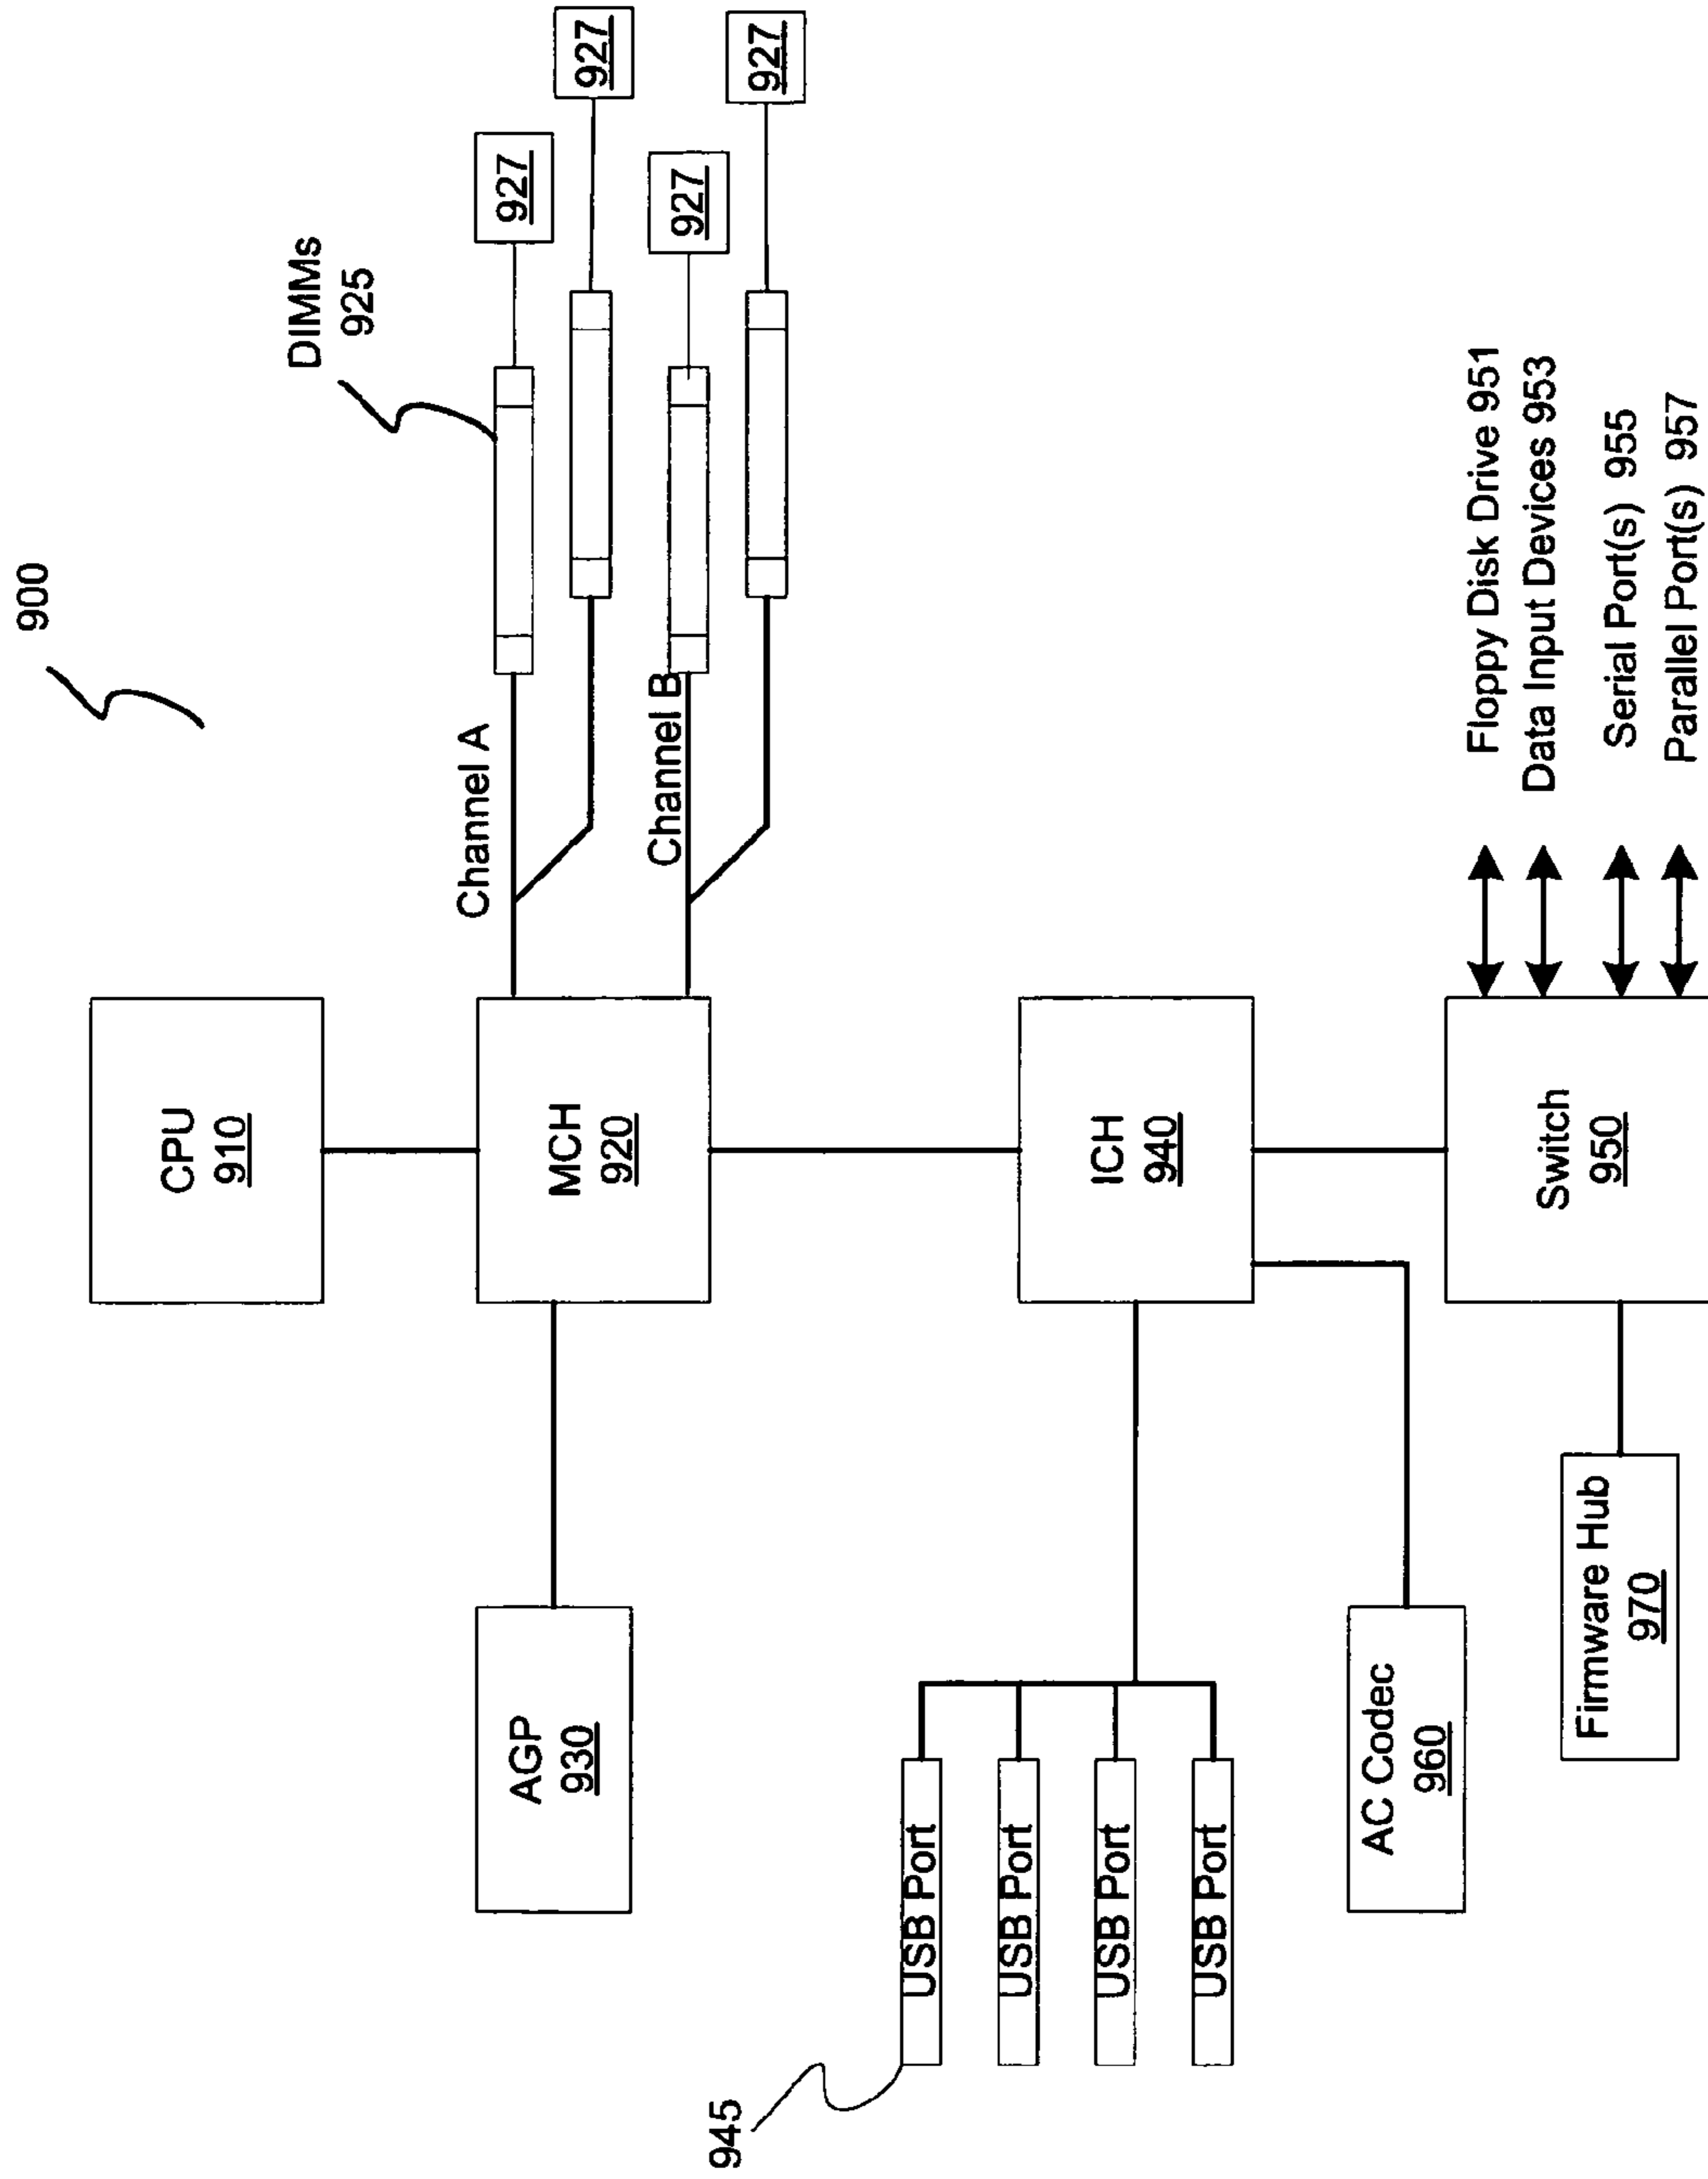 900
CPU
910
MCH
920
AGP
930
Channel A
Channel B
DIMMs
925
927
927
927
927
ICH
940
945
USB Port
USB Port
USB Port
USB Port
AC Codec
960
Switch
950
Firmware Hub
970
Floppy Disk Drive 951
Data Input Devices 953
Serial Port(s) 955
Parallel Port(s) 957